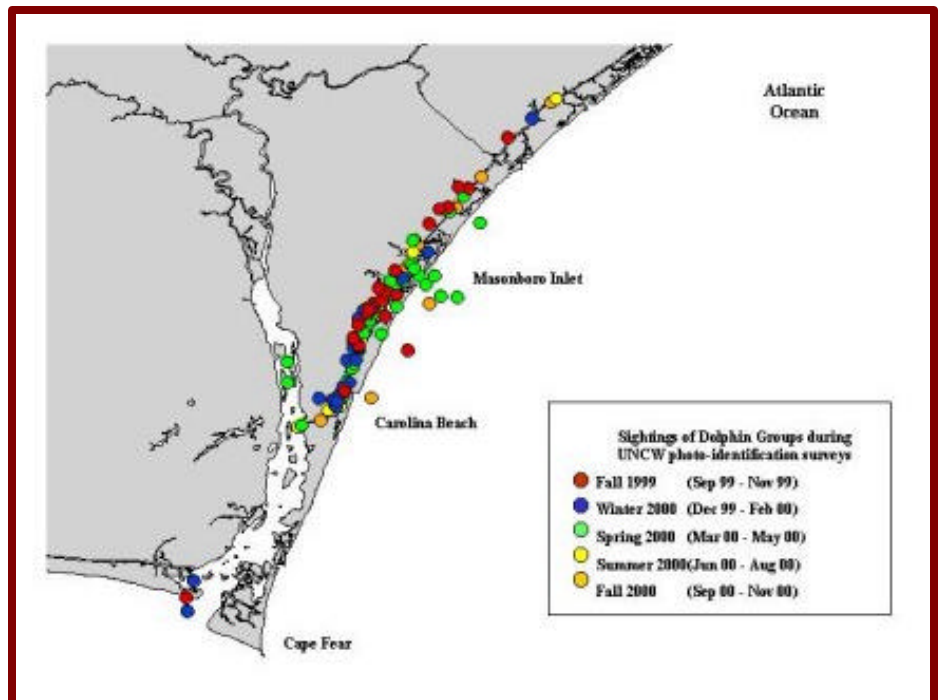 Atlantic
Ocean
Masonboro Inlet
Carolina Beach
Sightings of Dolphin Groups during
UNCW photo-identification surveys
Fall 1999 (Sep 99 - Nov 99)
Winter 2000 (Dec 99 - Feb 00)
Spring 2000 (Mar 00 - May 00)
Summer 2000(Jun 00 - Aug 00)
Fall 2000 (Sep 00 - Nov 00)
Cape Fear